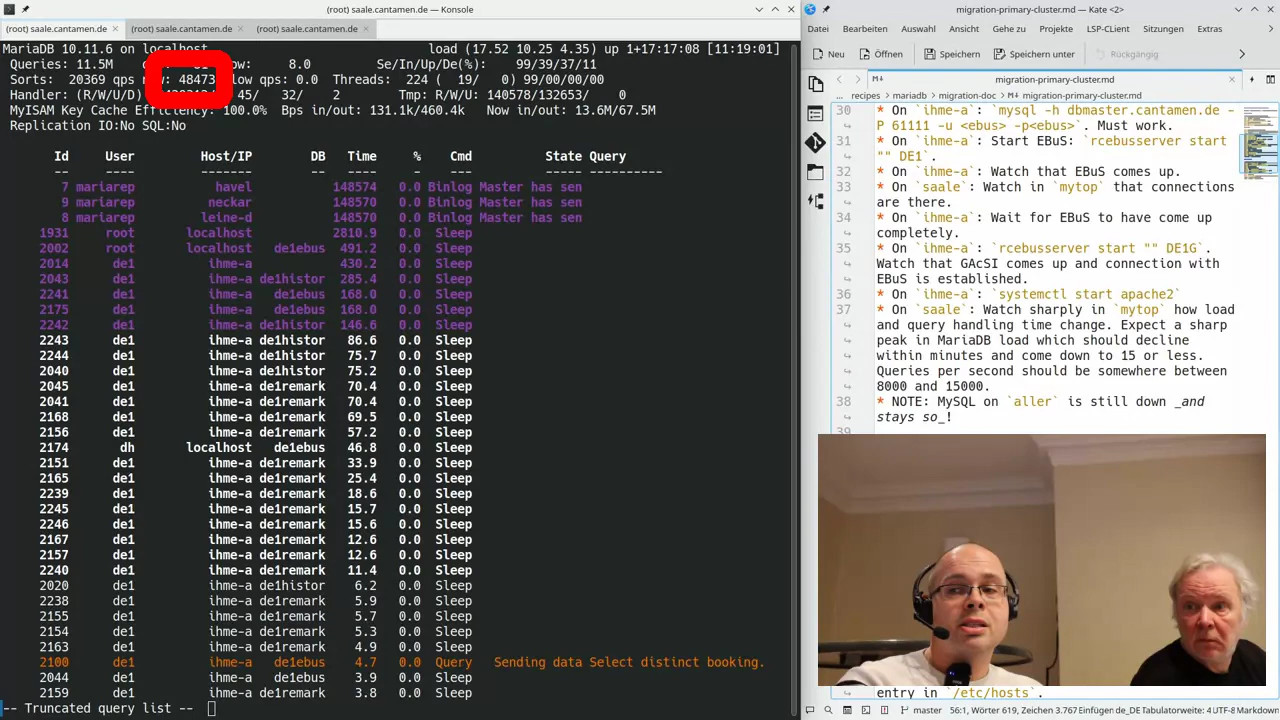 (root) saale.cantamen.de — Konsole
(root) saale.cantamen.de
(root) saale.cantamen.de
(root) saale.cantamen.de
MariaDB 10.11.6 on localhost load (17.52 10.25 4.35) up 1+17:17:08 [11:19:01]
Queries: 11.5M low: 8.0 Se/In/Up/De(%): 99/39/37/11
Sorts: 20369 qps 48473 low qps: 0.0 Threads: 224 ( 19/ 0) 99/00/00/00
Handler: (R/W/U/D) 45/ 32/ 2 Tmp: R/W/U: 140578/132653/ 0
MyISAM Key Cache Efficiency: 100.0% Bps in/out: 131.1k/460.4k Now in/out: 13.6M/67.5M
Replication IO:No SQL:No
Id User Host/IP DB Time % Cmd State Query
-- ---- ------- -- ---- - --- ----- ----------
7 mariarep havel 148574 0.0 Binlog Master has sen
9 mariarep neckar 148570 0.0 Binlog Master has sen
8 mariarep leine-d 148570 0.0 Binlog Master has sen
1931 root localhost 2810.9 0.0 Sleep
2002 root localhost de1ebus 491.2 0.0 Sleep
2014 de1 ihme-a 430.2 0.0 Sleep
2043 de1 ihme-a de1histor 285.4 0.0 Sleep
2241 de1 ihme-a de1ebus 168.0 0.0 Sleep
2175 de1 ihme-a de1ebus 168.0 0.0 Sleep
2242 de1 ihme-a de1histor 146.6 0.0 Sleep
2243 de1 ihme-a de1histor 86.6 0.0 Sleep
2244 de1 ihme-a de1histor 75.7 0.0 Sleep
2040 de1 ihme-a de1histor 75.2 0.0 Sleep
2045 de1 ihme-a de1remark 70.4 0.0 Sleep
2041 de1 ihme-a de1remark 70.4 0.0 Sleep
2168 de1 ihme-a de1remark 69.5 0.0 Sleep
2156 de1 ihme-a de1remark 57.2 0.0 Sleep
2174 dh localhost de1ebus 46.8 0.0 Sleep
2151 de1 ihme-a de1remark 33.9 0.0 Sleep
2165 de1 ihme-a de1remark 25.4 0.0 Sleep
2239 de1 ihme-a de1remark 18.6 0.0 Sleep
2245 de1 ihme-a de1remark 15.7 0.0 Sleep
2246 de1 ihme-a de1remark 15.6 0.0 Sleep
2167 de1 ihme-a de1remark 12.6 0.0 Sleep
2157 de1 ihme-a de1remark 12.6 0.0 Sleep
2240 de1 ihme-a de1remark 11.4 0.0 Sleep
2020 de1 ihme-a de1histor 6.2 0.0 Sleep
2238 de1 ihme-a de1remark 5.9 0.0 Sleep
2155 de1 ihme-a de1remark 5.7 0.0 Sleep
2154 de1 ihme-a de1remark 5.3 0.0 Sleep
2163 de1 ihme-a de1remark 4.9 0.0 Sleep
2100 de1 ihme-a de1ebus 4.7 0.0 Query Sending data Select distinct booking.
2044 de1 ihme-a de1ebus 3.9 0.0 Sleep
2159 de1 ihme-a de1remark 3.8 0.0 Sleep
-- Truncated query list --
migration-primary-cluster.md — Kate <2>
Datei Bearbeiten Auswahl Ansicht Gehe zu Projekte LSP-Client Sitzungen Extras
Neu Öffnen Speichern Speichern unter Rückgängig
migration-primary-cluster.md
... recipes > mariadb > migration-doc > migration-primary-cluster.md
30 * On `ihme-a`: `mysql -h dbmaster.cantamen.de -
P 61111 -u <ebus> -p<ebus>`. Must work.
31 * On `ihme-a`: Start EBuS: `rcebusserver start
"" DE1`.
32 * On `ihme-a`: Watch that EBuS comes up.
33 * On `saale`: Watch in `mytop` that connections
are there.
34 * On `ihme-a`: Wait for EBuS to have come up
completely.
35 * On `ihme-a`: `rcebusserver start "" DE1G`.
Watch that GAcSI comes up and connection with
EBuS is established.
36 * On `ihme-a`: `systemctl start apache2`
37 * On `saale`: Watch sharply in `mytop` how load
and query handling time change. Expect a sharp
peak in MariaDB load which should decline
within minutes and come down to 15 or less.
Queries per second should be somewhere between
8000 and 15000.
38 * NOTE: MySQL on `aller` is still down _and
stays so_!
39
entry in `/etc/hosts`.
master 56:1, Wörter 619, Zeichen 3.767 Einfügen de_DE Tabulatorweite: 4 UTF-8 Markdown